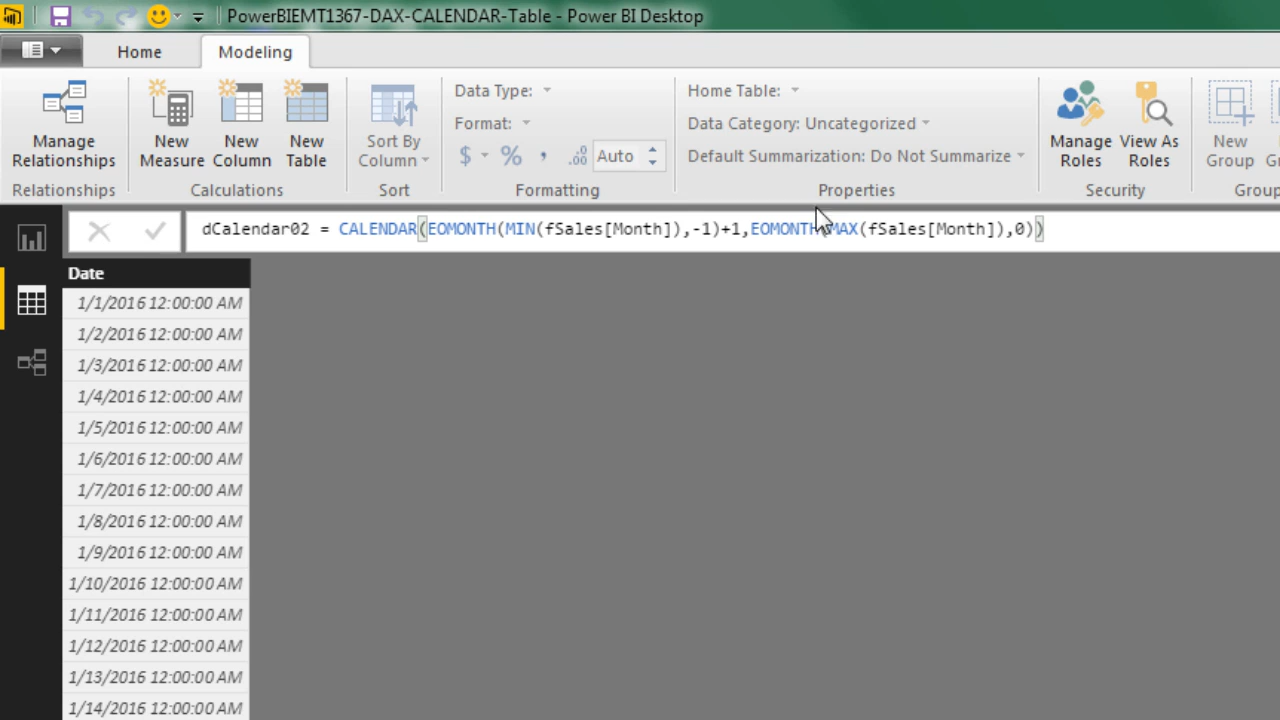 PowerBIEMT1367-DAX-CALENDAR-Table - Power BI Desktop
Home Modeling
Manage Relationships
New Measure
New Column
New Table
Sort By Column
Data Type:
Format:
$ % , .00 Auto
Home Table:
Data Category: Uncategorized
Default Summarization: Do Not Summarize
Manage Roles
View As Roles
New Group
Relationships Calculations Sort Formatting Properties Security
dCalendar02 = CALENDAR(EOMONTH(MIN(fSales[Month]),-1)+1,EOMONTH(MAX(fSales[Month]),0))
Date
1/1/2016 12:00:00 AM
1/2/2016 12:00:00 AM
1/3/2016 12:00:00 AM
1/4/2016 12:00:00 AM
1/5/2016 12:00:00 AM
1/6/2016 12:00:00 AM
1/7/2016 12:00:00 AM
1/8/2016 12:00:00 AM
1/9/2016 12:00:00 AM
1/10/2016 12:00:00 AM
1/11/2016 12:00:00 AM
1/12/2016 12:00:00 AM
1/13/2016 12:00:00 AM
1/14/2016 12:00:00 AM